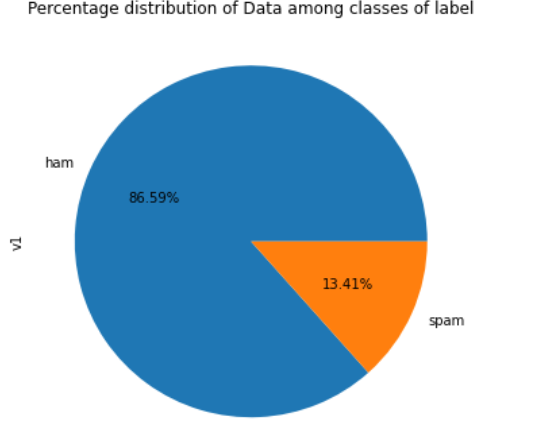 Percentage distribution of Data among classes of label
ham
86.59%
v1
13.41%
spam